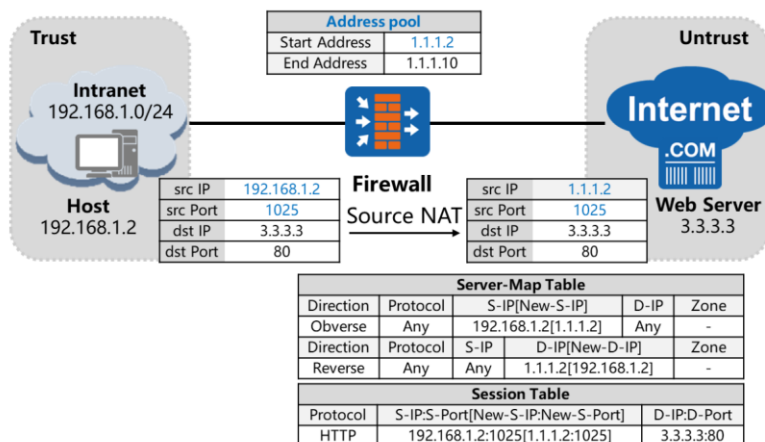 Trust
Address pool
Start Address 1.1.1.2
End Address 1.1.1.10
Untrust
Intranet
192.168.1.0/24
Internet
.COM
Host
192.168.1.2
src IP 192.168.1.2
src Port 1025
dst IP 3.3.3.3
dst Port 80
Firewall
Source NAT
src IP 1.1.1.2
src Port 1025
dst IP 3.3.3.3
dst Port 80
Web Server
3.3.3.3
Server-Map Table
Direction Protocol S-IP[New-S-IP] D-IP Zone
Obverse Any 192.168.1.2[1.1.1.2] Any -
Direction Protocol S-IP D-IP[New-D-IP] Zone
Reverse Any Any 1.1.1.2[192.168.1.2] -
Session Table
Protocol S-IP:S-Port[New-S-IP:New-S-Port] D-IP:D-Port
HTTP 192.168.1.2:1025[1.1.1.2:1025] 3.3.3.3:80